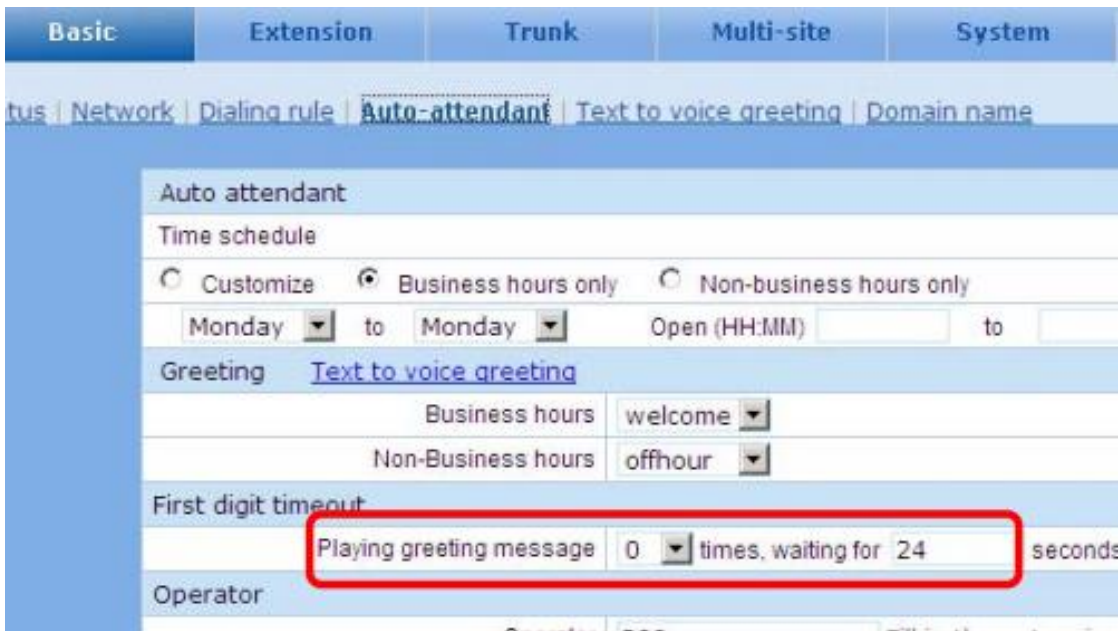 Basic Extension Trunk Multi-site System
tus | Network | Dialing rule | Auto-attendant | Text to voice greeting | Domain name
Auto attendant
Time schedule
Customize Business hours only Non-business hours only
Monday to Monday Open (HH:MM) to
Greeting Text to voice greeting
Business hours welcome
Non-Business hours offhour
First digit timeout
Playing greeting message 0 times, waiting for 24 seconds
Operator